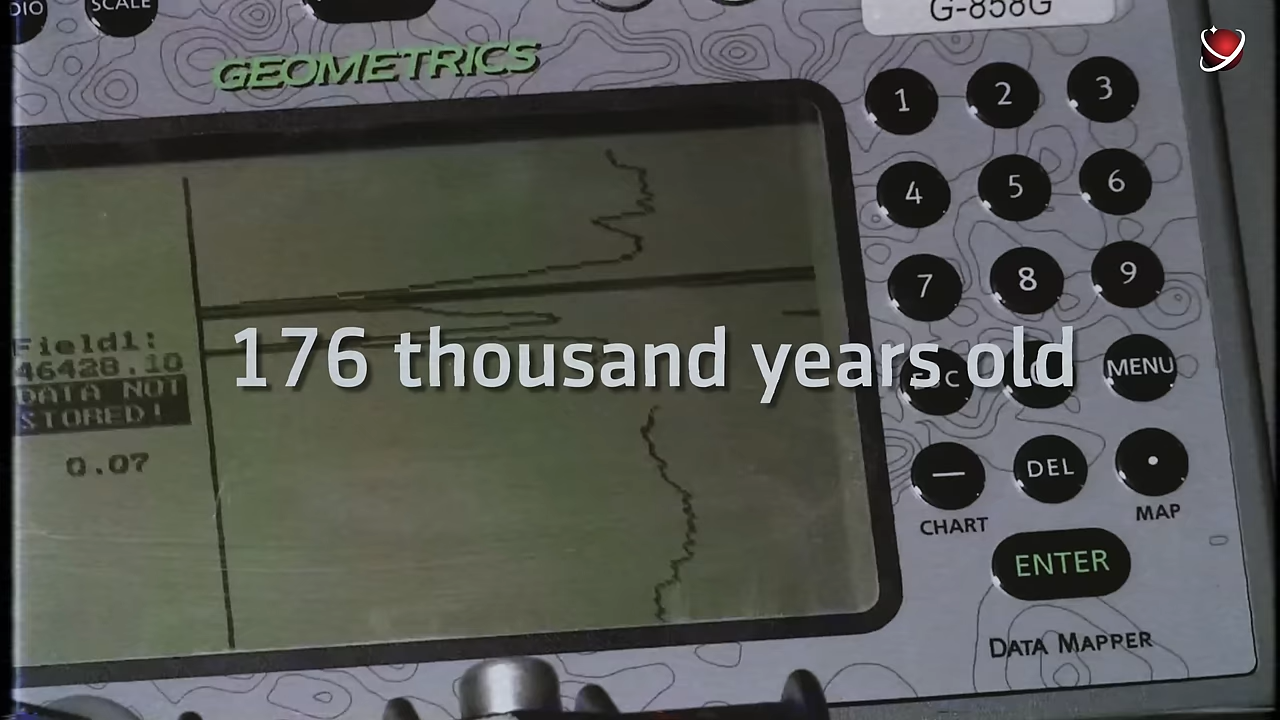 SCALE
G-858G
GEOMETRICS
1 2 3
4 5 6
7 8 9
Field1:
46428.10
DATA NOT
STORED!
0.07
176 thousand years old
MENU
DEL
CHART
MAP
ENTER
DATA MAPPER